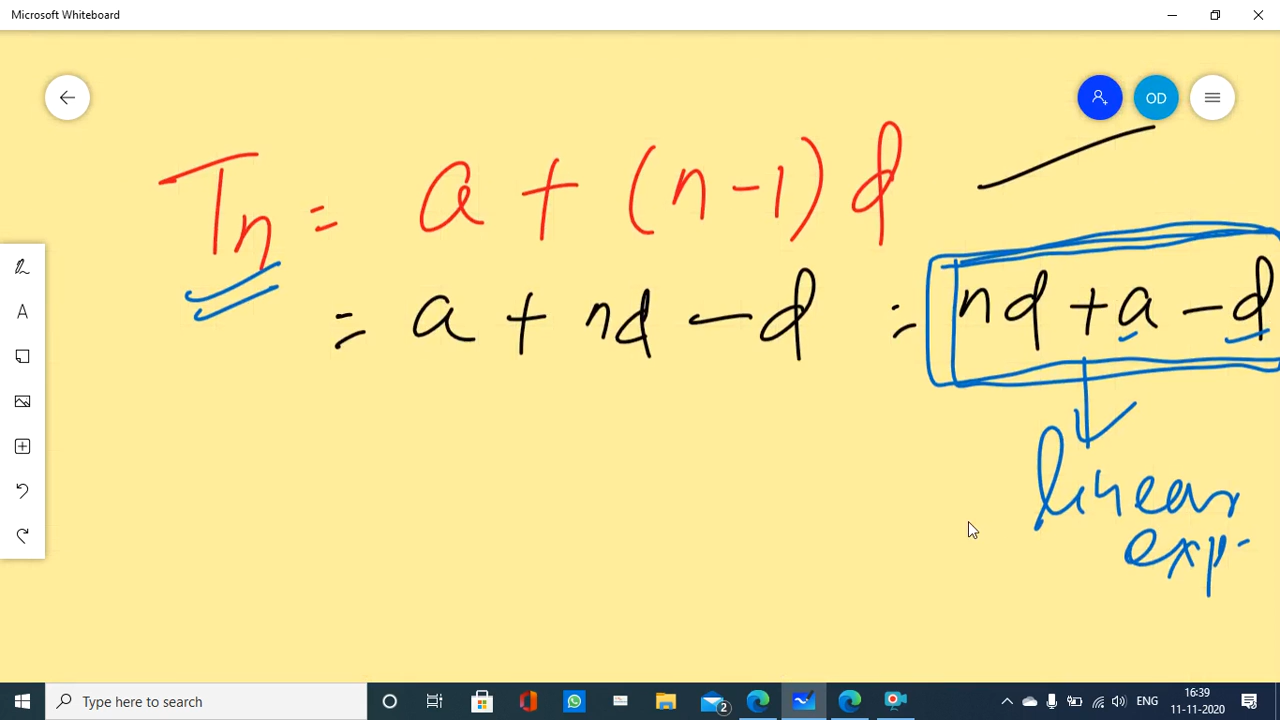 Microsoft Whiteboard
OD
Tn = a + (n-1) d
= a + nd - d = nd + a - d
linear
exp-
A
Type here to search
2
ENG
16:39
11-11-2020